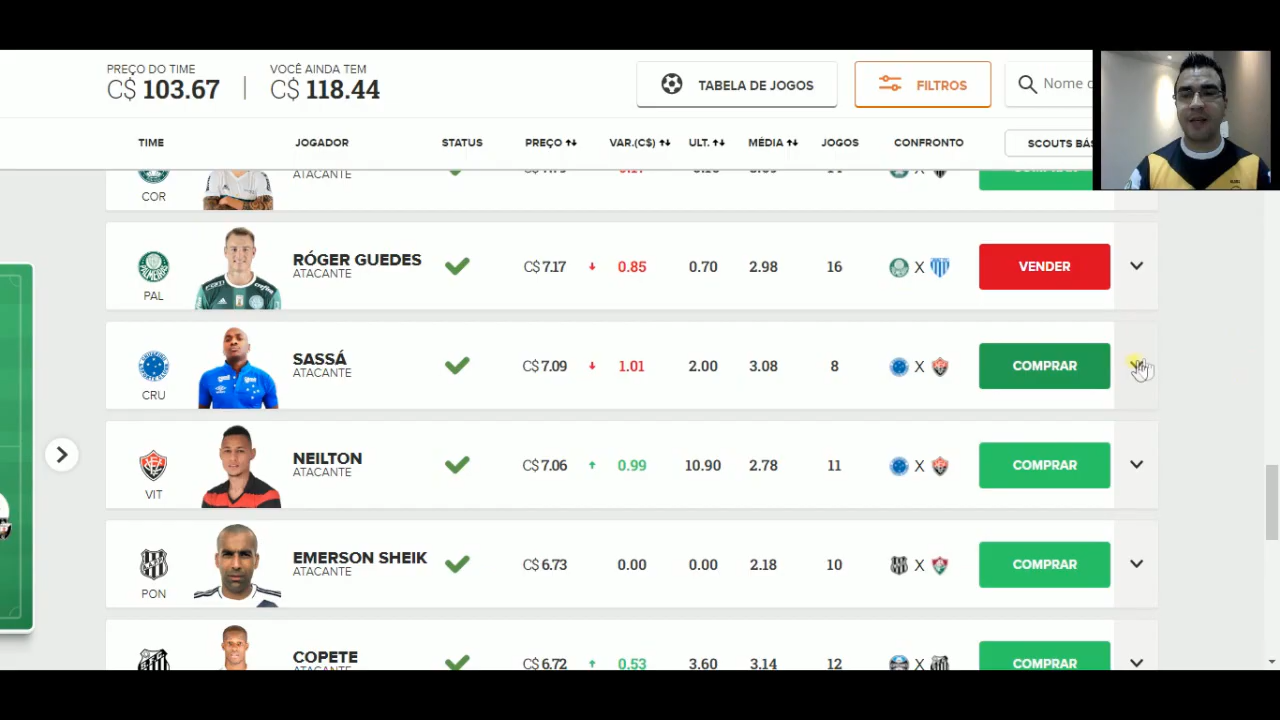 PREÇO DO TIME
C$ 103.67
VOCÊ AINDA TEM
C$ 118.44
TABELA DE JOGOS
FILTROS
Nome
TIME JOGADOR STATUS PREÇO VAR.(C$) ULT. MÉDIA JOGOS CONFRONTO SCOUTS BÁS
COR ATACANTE
RÓGER GUEDES
ATACANTE
PAL C$ 7.17 0.85 0.70 2.98 16 X VENDER
SASSÁ
ATACANTE
CRU C$ 7.09 1.01 2.00 3.08 8 X COMPRAR
NEILTON
ATACANTE
VIT C$ 7.06 0.99 10.90 2.78 11 X COMPRAR
EMERSON SHEIK
ATACANTE
PON C$ 6.73 0.00 0.00 2.18 10 X COMPRAR
COPETE
C$ 6.72 0.53 3.60 3.14 12 X COMPRAR